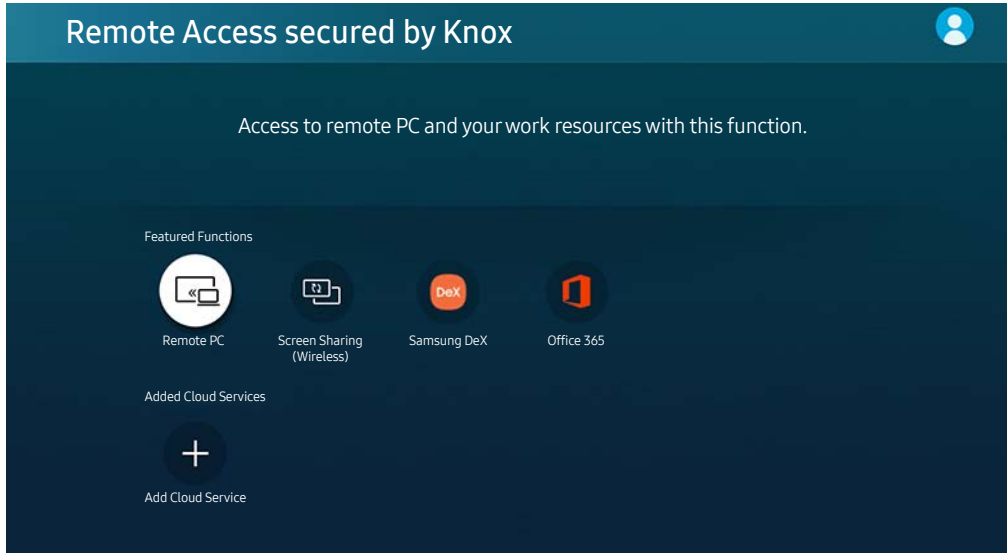 Remote Access secured by Knox
Access to remote PC and your work resources with this function.
Featured Functions
Remote PC
Screen Sharing
(Wireless)
DeX
Samsung DeX
Office 365
Added Cloud Services
Add Cloud Service